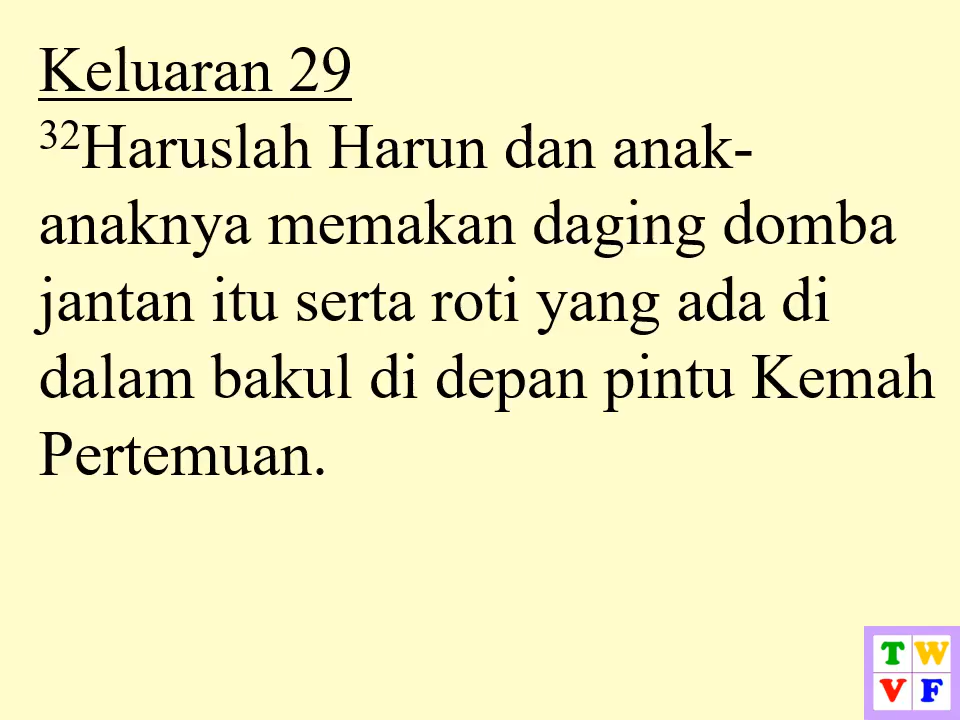 Keluaran 29
32Haruslah Harun dan anak-
anaknya memakan daging domba
jantan itu serta roti yang ada di
dalam bakul di depan pintu Kemah
Pertemuan.
T W
V F